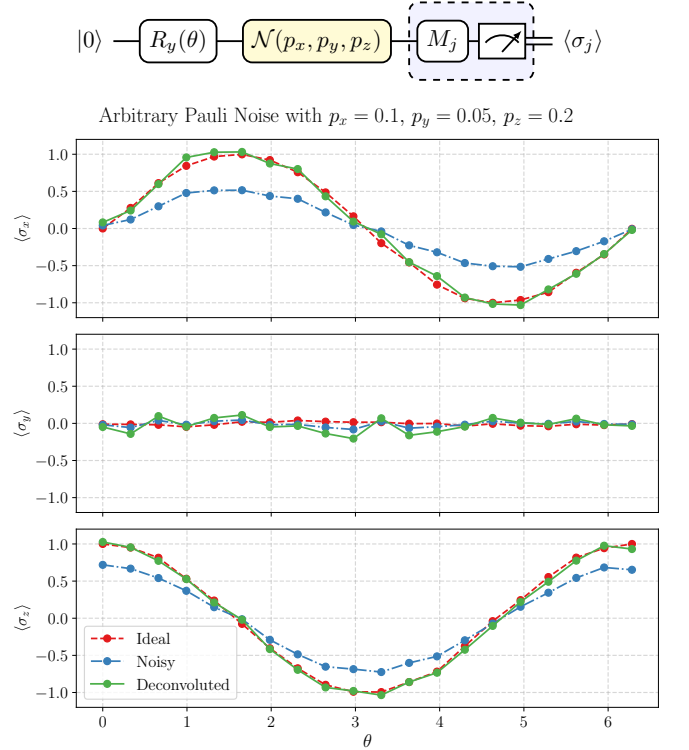 |0⟩ R_y(θ) 𝒩(p_x, p_y, p_z) M_j ⟨σ_j⟩
Arbitrary Pauli Noise with p_x = 0.1, p_y = 0.05, p_z = 0.2
⟨σ_x⟩
1.0
0.5
0.0
−0.5
−1.0
⟨σ_y⟩
1.0
0.5
0.0
−0.5
−1.0
⟨σ_z⟩
1.0
0.5
0.0
−0.5
−1.0
Ideal
Noisy
Deconvoluted
0 1 2 3 4 5 6
θ